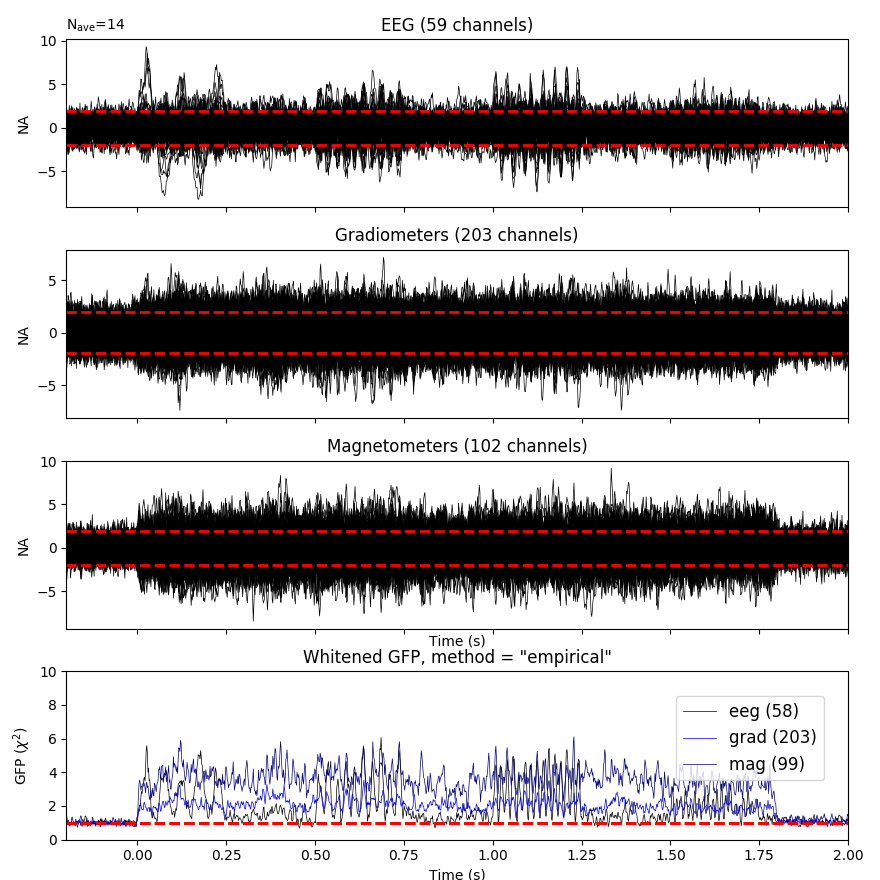 N_ave=14
EEG (59 channels)
10
5
0
−5
NA
Gradiometers (203 channels)
5
0
−5
NA
Magnetometers (102 channels)
10
5
0
−5
NA
Time (s)
Whitened GFP, method = "empirical"
10
8
6
4
2
0
GFP (χ²)
eeg (58)
grad (203)
mag (99)
0.00 0.25 0.50 0.75 1.00 1.25 1.50 1.75 2.00
Time (s)